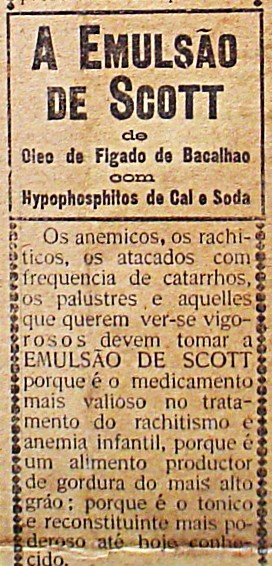 A EMULSÃO
DE SCOTT
de
Oleo de Figado de Bacalhao
com
Hypophosphitos de Cal e Soda
Os anemicos, os rachi-
ticos, os atacados com
frequencia de catarrhos,
os palustres e aquelles
que querem ver-se vigo-
rosos devem tomar a
EMULSÃO DE SCOTT
porque é o medicamento
mais valioso no trata-
mento do rachitismo e
anemia infantil, porque é
um alimento productor
de gordura do mais alto
gráo; porque é o tonico
e reconstituinte mais po-
deroso até hoje conhe-
cido.